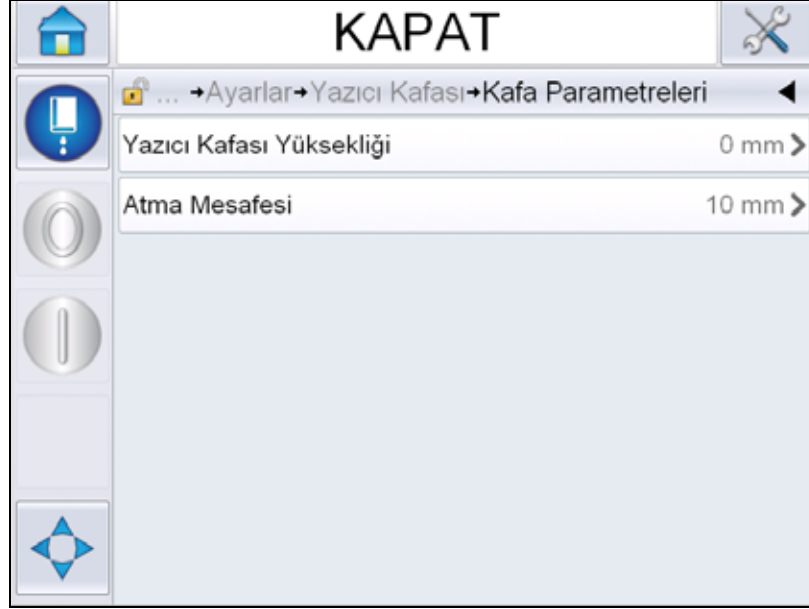 KAPAT
... →Ayarlar→Yazıcı Kafası→Kafa Parametreleri
Yazıcı Kafası Yüksekliği 0 mm
Atma Mesafesi 10 mm